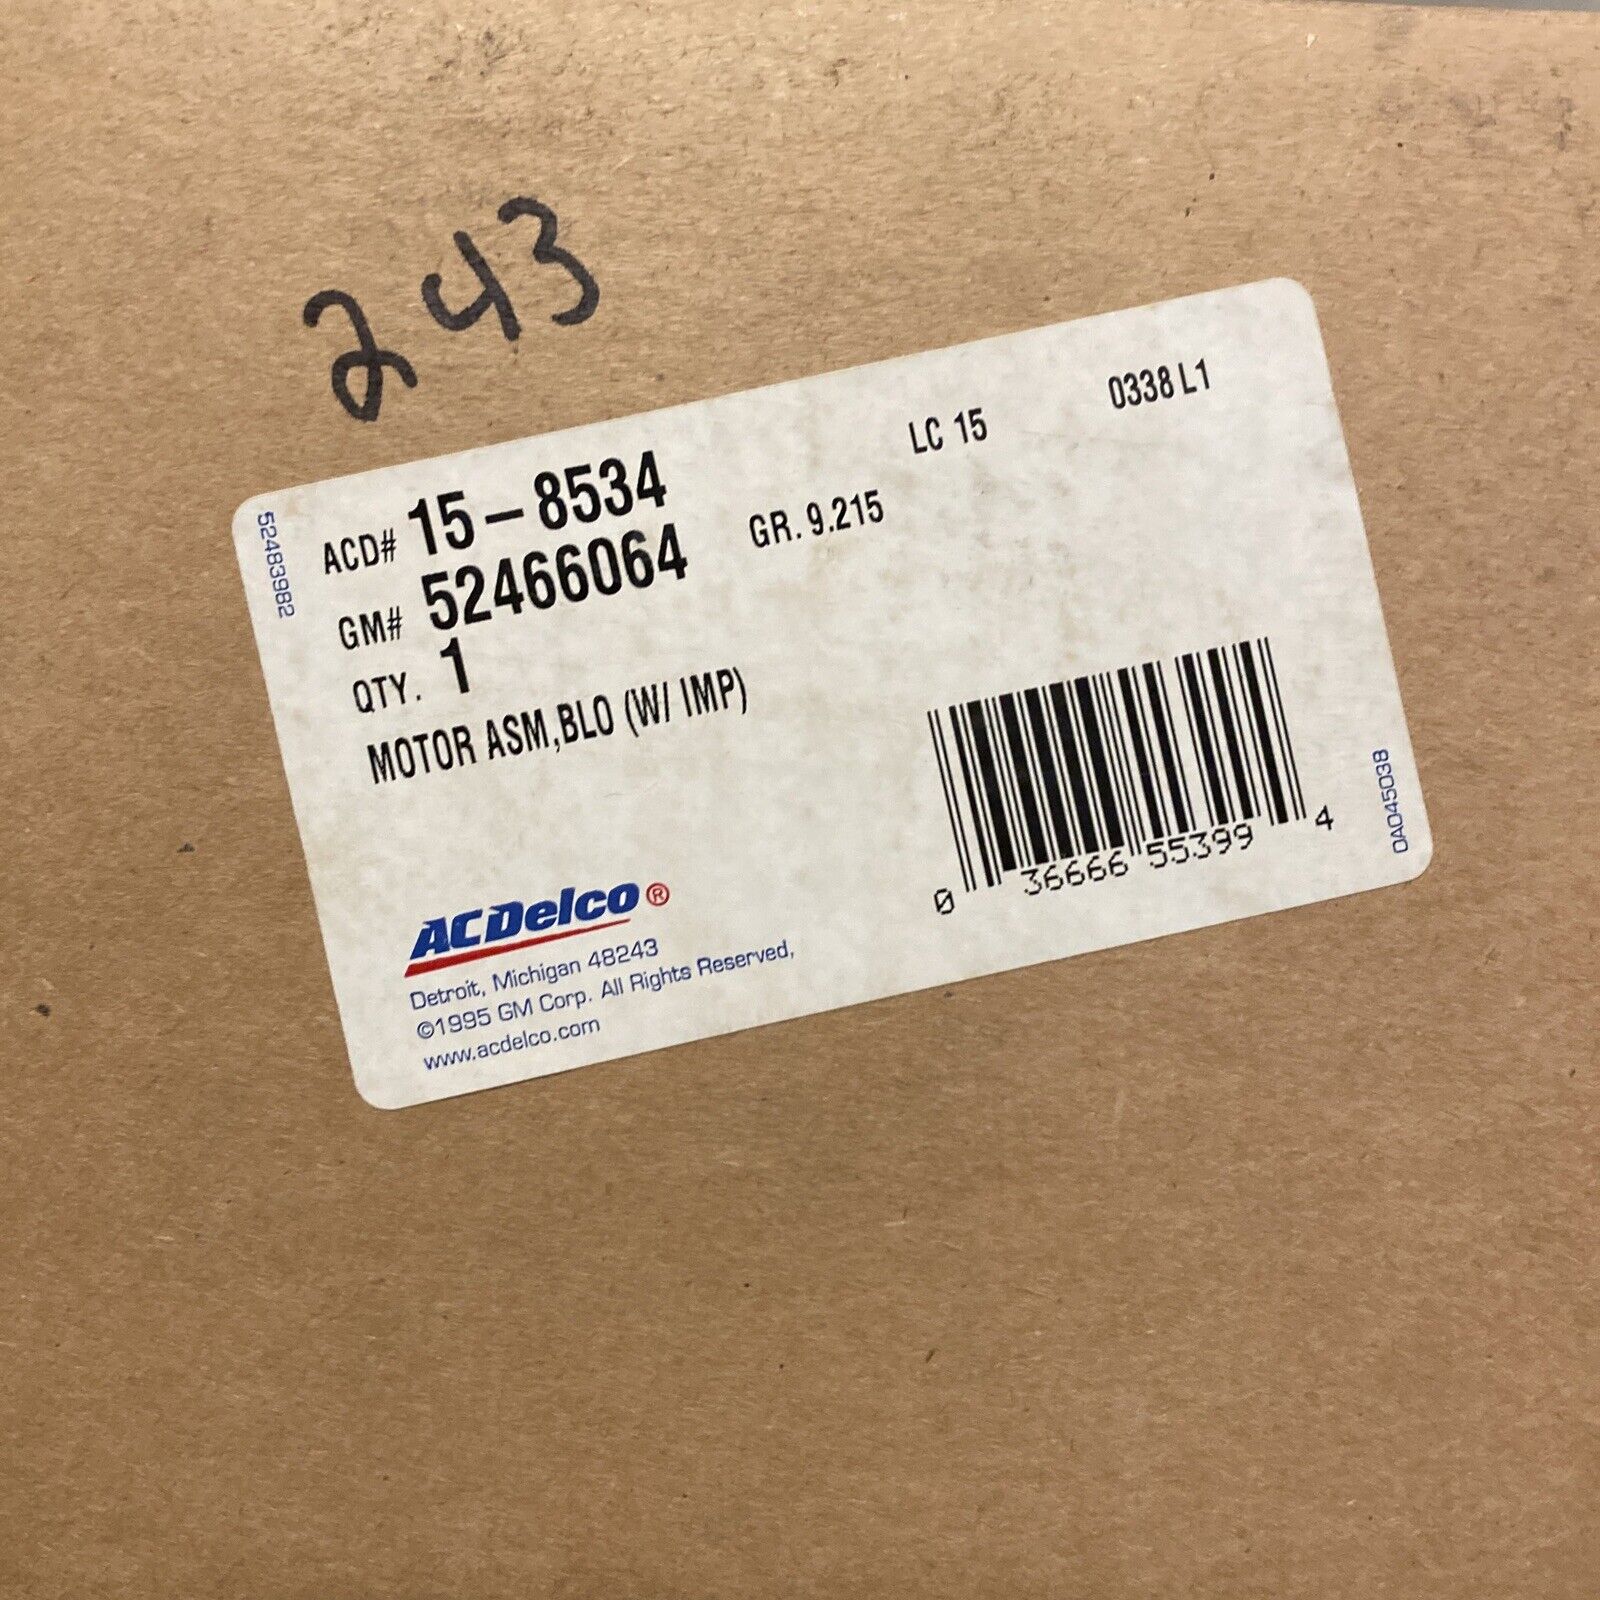 243
LC 15 0338 L1
ACD# 15-8534
GR. 9.215
GM# 52466064
QTY. 1
MOTOR ASM,BLO (W/ IMP)
52483982
0 36666 55399 4
0A045038
ACDelco®
Detroit, Michigan 48243
©1995 GM Corp. All Rights Reserved,
www.acdelco.com